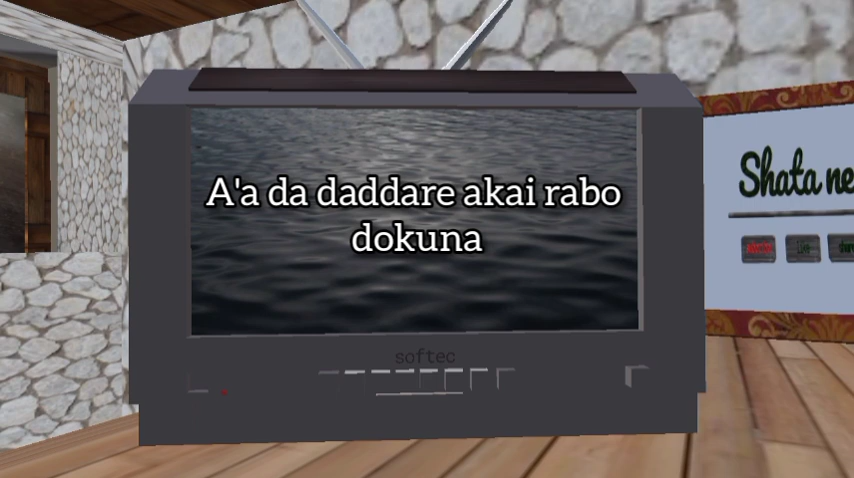 A'a da daddare akai rabo
dokuna
softec
Shata ne